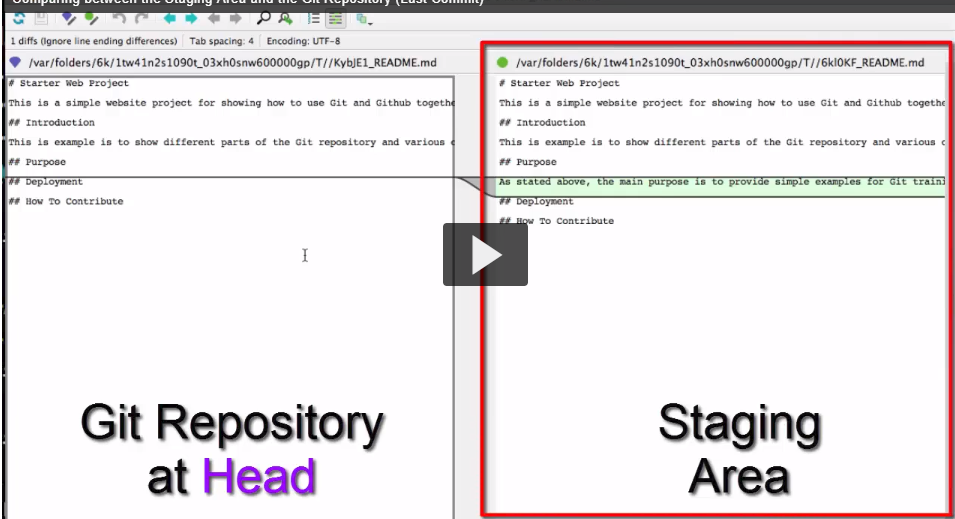 Comparing between the Staging Area and the Git Repository (Last Commit)
1 diffs (Ignore line ending differences) Tab spacing: 4 Encoding: UTF-8
/var/folders/6k/1tw41n2s1090t_03xh0snw600000gp/T//KybJE1_README.md
# Starter Web Project
This is a simple website project for showing how to use Git and Github togethe
## Introduction
This is example is to show different parts of the Git repository and various c
## Purpose
## Deployment
## How To Contribute
Git Repository
at Head
/var/folders/6k/1tw41n2s1090t_03xh0snw600000gp/T//6kl0KF_README.md
# Starter Web Project
This is a simple website project for showing how to use Git and Github togethe
## Introduction
This is example is to show different parts of the Git repository and various c
## Purpose
As stated above, the main purpose is to provide simple examples for Git traini
## Deployment
## How To Contribute
Staging
Area